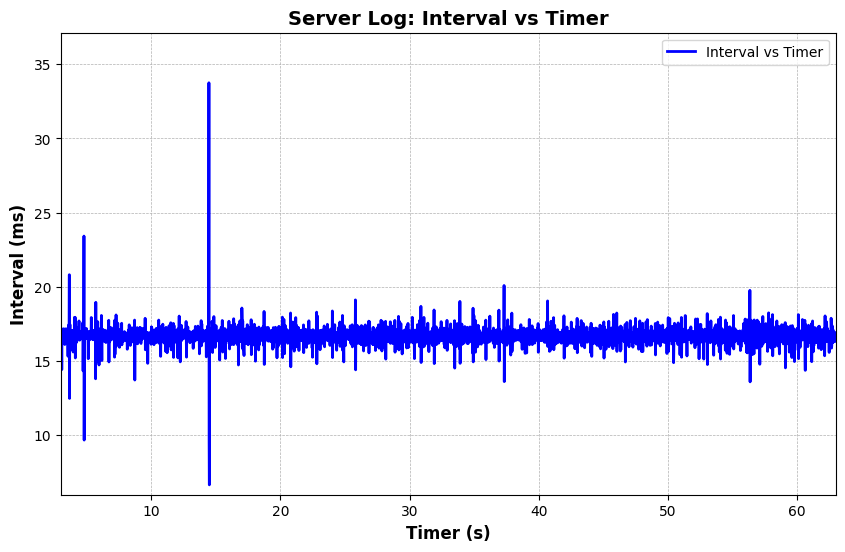 Server Log: Interval vs Timer
Interval vs Timer
35
30
25
20
15
10
Interval (ms)
10 20 30 40 50 60
Timer (s)